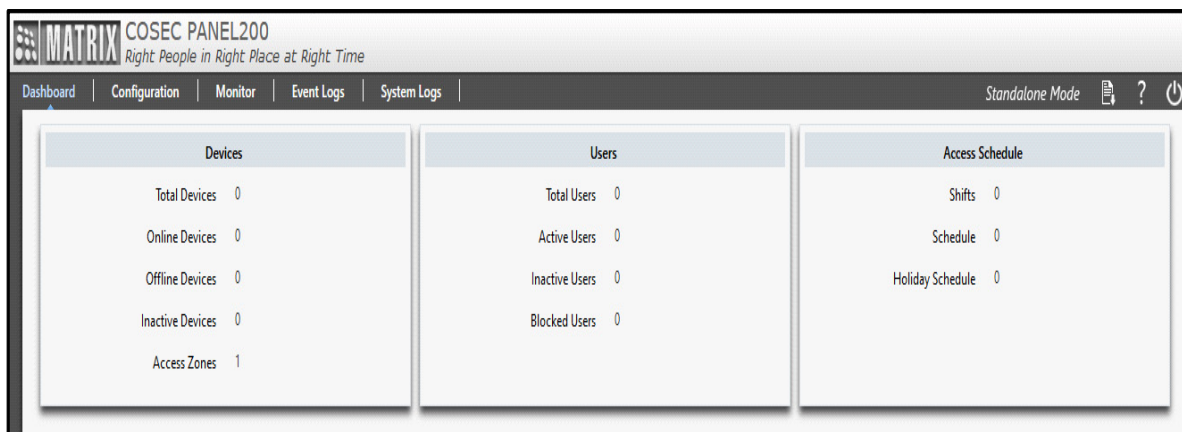 MATRIX COSEC PANEL200
Right People in Right Place at Right Time
Dashboard Configuration Monitor Event Logs System Logs Standalone Mode ?
Devices
Total Devices 0
Online Devices 0
Offline Devices 0
Inactive Devices 0
Access Zones 1
Users
Total Users 0
Active Users 0
Inactive Users 0
Blocked Users 0
Access Schedule
Shifts 0
Schedule 0
Holiday Schedule 0